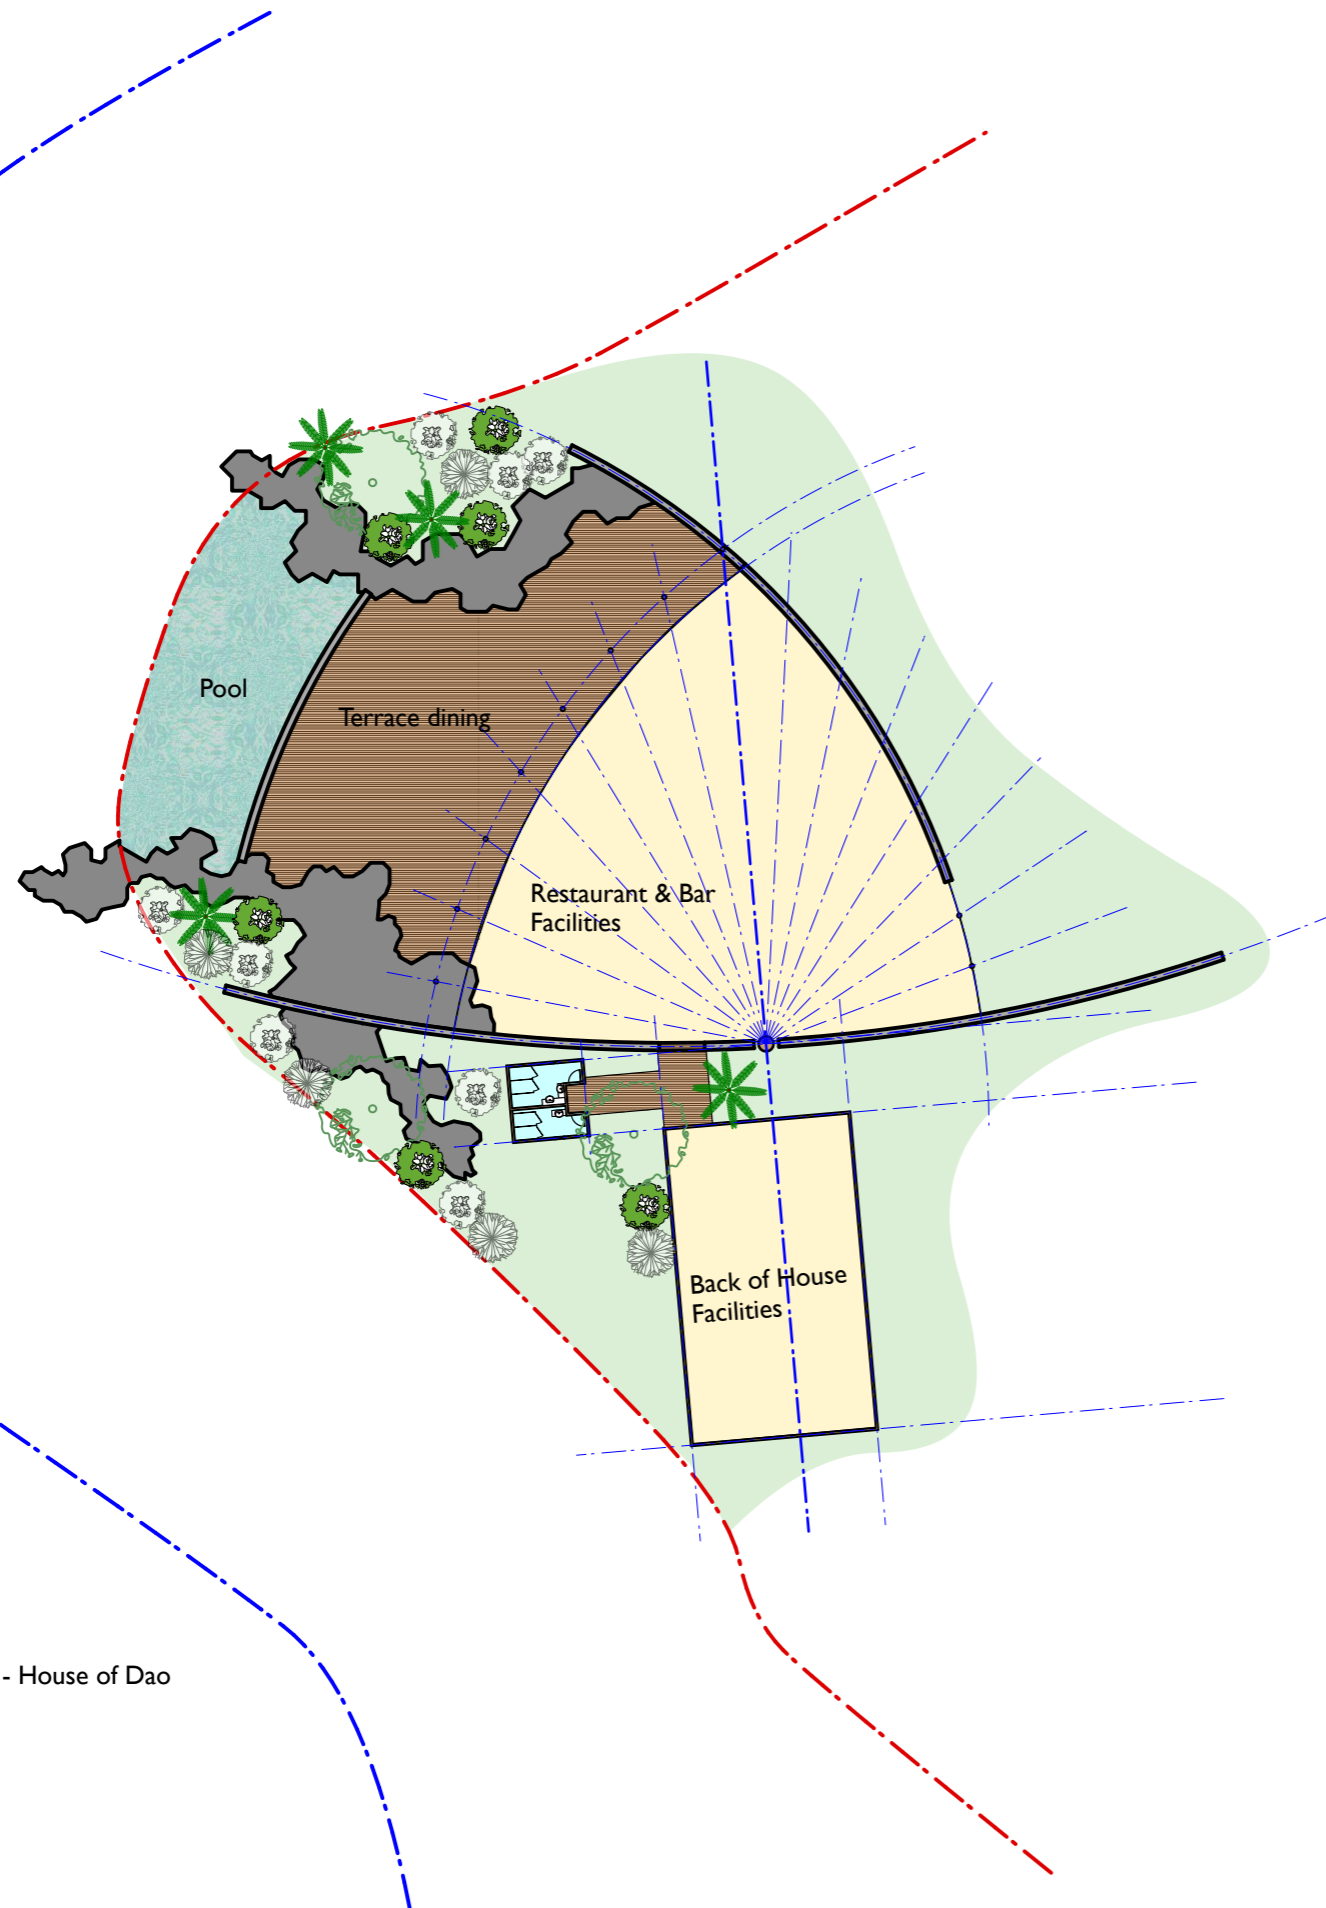 Pool
Terrace dining
Restaurant & Bar
Facilities
Back of House
Facilities
- House of Dao